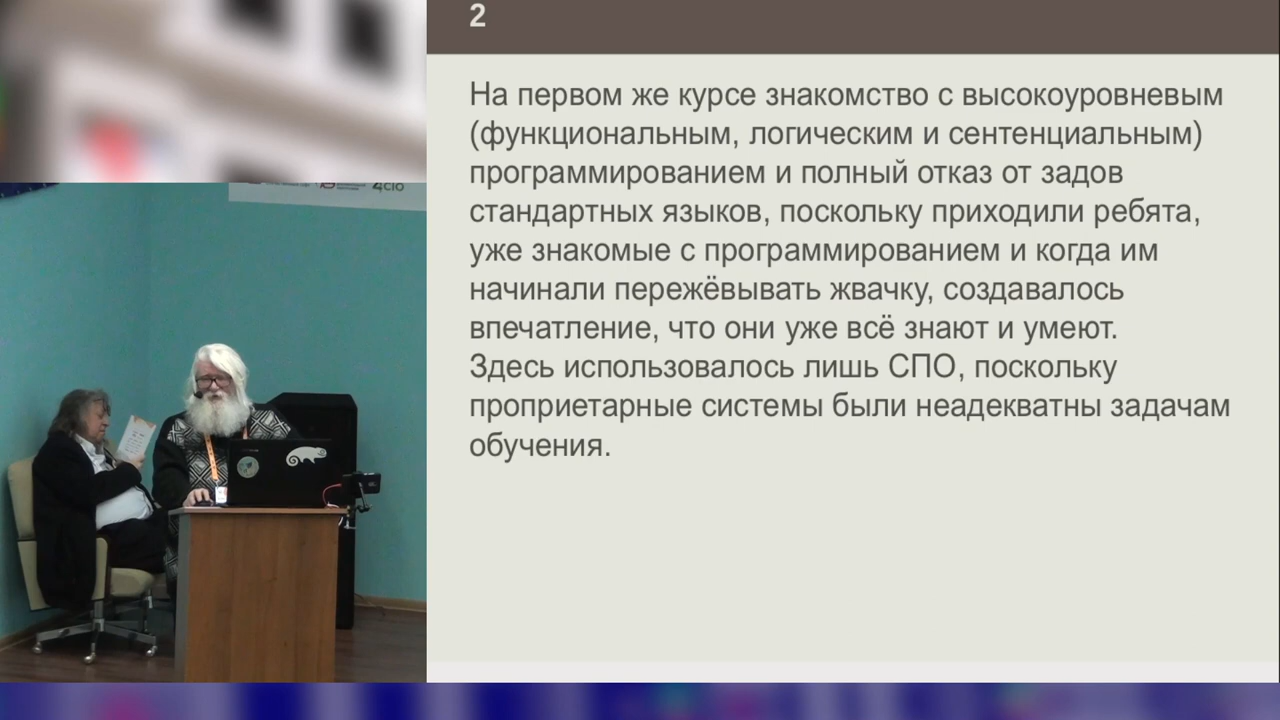 2
На первом же курсе знакомство с высокоуровневым
(функциональным, логическим и сентенциальным)
программированием и полный отказ от задов
стандартных языков, поскольку приходили ребята,
уже знакомые с программированием и когда им
начинали пережёвывать жвачку, создавалось
впечатление, что они уже всё знают и умеют.
Здесь использовалось лишь СПО, поскольку
проприетарные системы были неадекватны задачам
обучения.